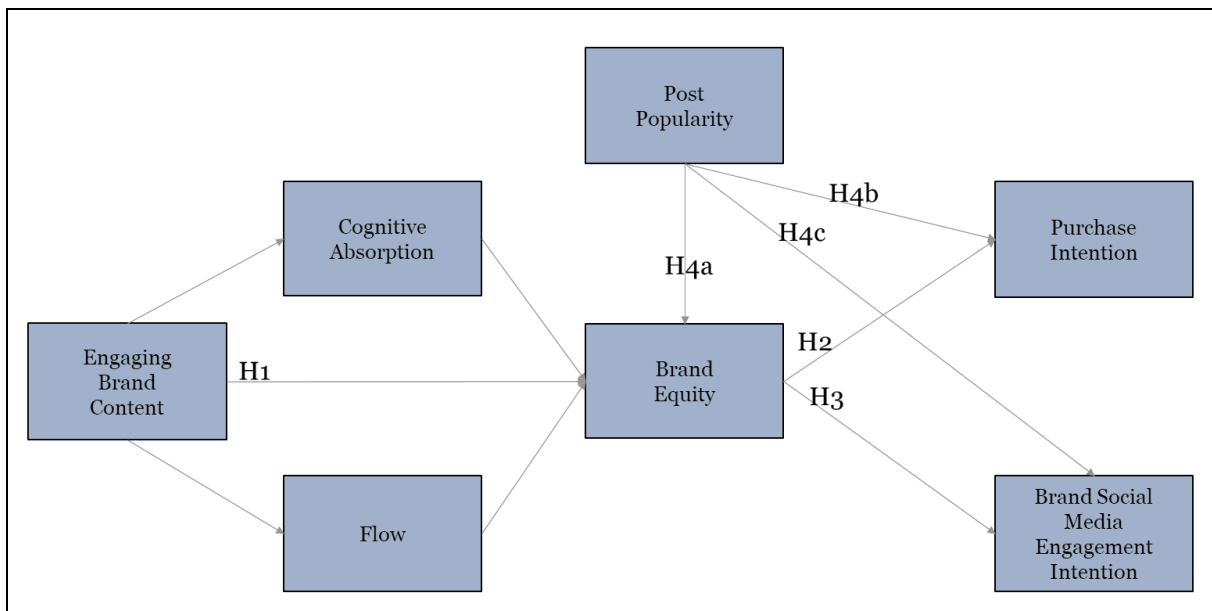 Post
Popularity
H4b
Cognitive
Absorption
Purchase
Intention
H4c
H4a
Engaging
Brand
Content
H1
Brand
Equity
H2
H3
Flow
Brand Social
Media
Engagement
Intention